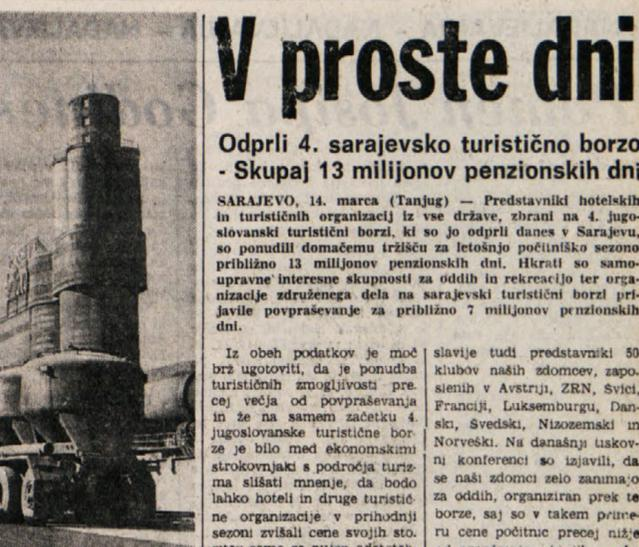 V proste dni
Odprli 4. sarajevsko turistično borzo
- Skupaj 13 milijonov penzionskih dni
SARAJEVO, 14. marca (Tanjug) — Predstavniki hotelskih
in turističnih organizacij iz vse države, zbrani na 4. jugo-
slovanski turistični borzi, ki so jo odprli danes v Sarajevu,
so ponudili domačemu tržišču za letošnjo počitniško sezono
približno 13 milijonov penzionskih dni. Hkrati so samo-
upravne interesne skupnosti za oddih in rekreacijo ter orga-
nizacije združenega dela na sarajevski turistični borzi pri-
javile povpraševanje za približno 7 milijonov penzionskih
dni.
Iz obeh podatkov je moč
brž ugotoviti, da je ponudba
turističnih zmogljivosti pre-
cej večja od povpraševanja
in že na samem začetku 4.
jugoslovanske turistične bor-
ze je bilo med ekonomskimi
strokovnjaki s področja turiz-
ma slišati mnenje, da bodo
lahko hoteli in druge turistič-
ne organizacije v prihodnji
sezoni zvišali cene svojih sto-
slavije tudi predstavniki 50
klubov naših zdomcev, zapo-
slenih v Avstriji, ZRN, Švici,
Franciji, Luksemburgu, Dan-
ski, Švedski, Nizozemski in
Norveški. Na današnji tiskov-
ni konferenci so izjavili, da
se naši zdomci zelo zanimajo
za oddih, organiziran prek te
borze, saj so v takem prime-
ru cene počitnic precej nižje